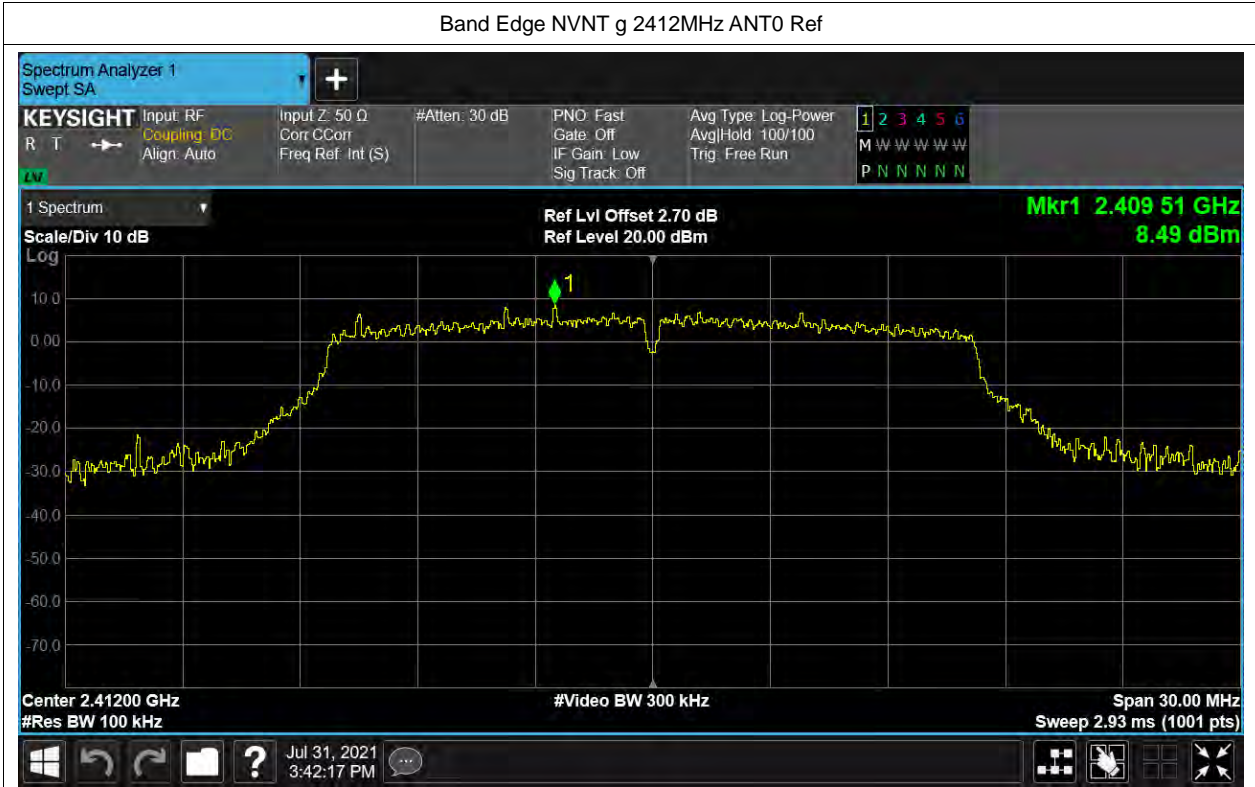 Band Edge NVNT g 2412MHz ANT0 Ref
Spectrum Analyzer 1
Swept SA
+
KEYSIGHT
R T
LXI
Input: RF
Coupling: DC
Align: Auto
Input Z: 50 Ω
Corr CCorr
Freq Ref: Int (S)
#Atten: 30 dB
PNO: Fast
Gate: Off
IF Gain: Low
Sig Track: Off
Avg Type: Log-Power
Avg|Hold: 100/100
Trig: Free Run
1 2 3 4 5 6
M W W W W W
P N N N N N
1 Spectrum
Scale/Div 10 dB
Ref Lvl Offset 2.70 dB
Ref Level 20.00 dBm
Mkr1 2.409 51 GHz
8.49 dBm
Log
1
10.0
0.00
-10.0
-20.0
-30.0
-40.0
-50.0
-60.0
-70.0
Center 2.41200 GHz
#Res BW 100 kHz
#Video BW 300 kHz
Span 30.00 MHz
Sweep 2.93 ms (1001 pts)
?
Jul 31, 2021
3:42:17 PM